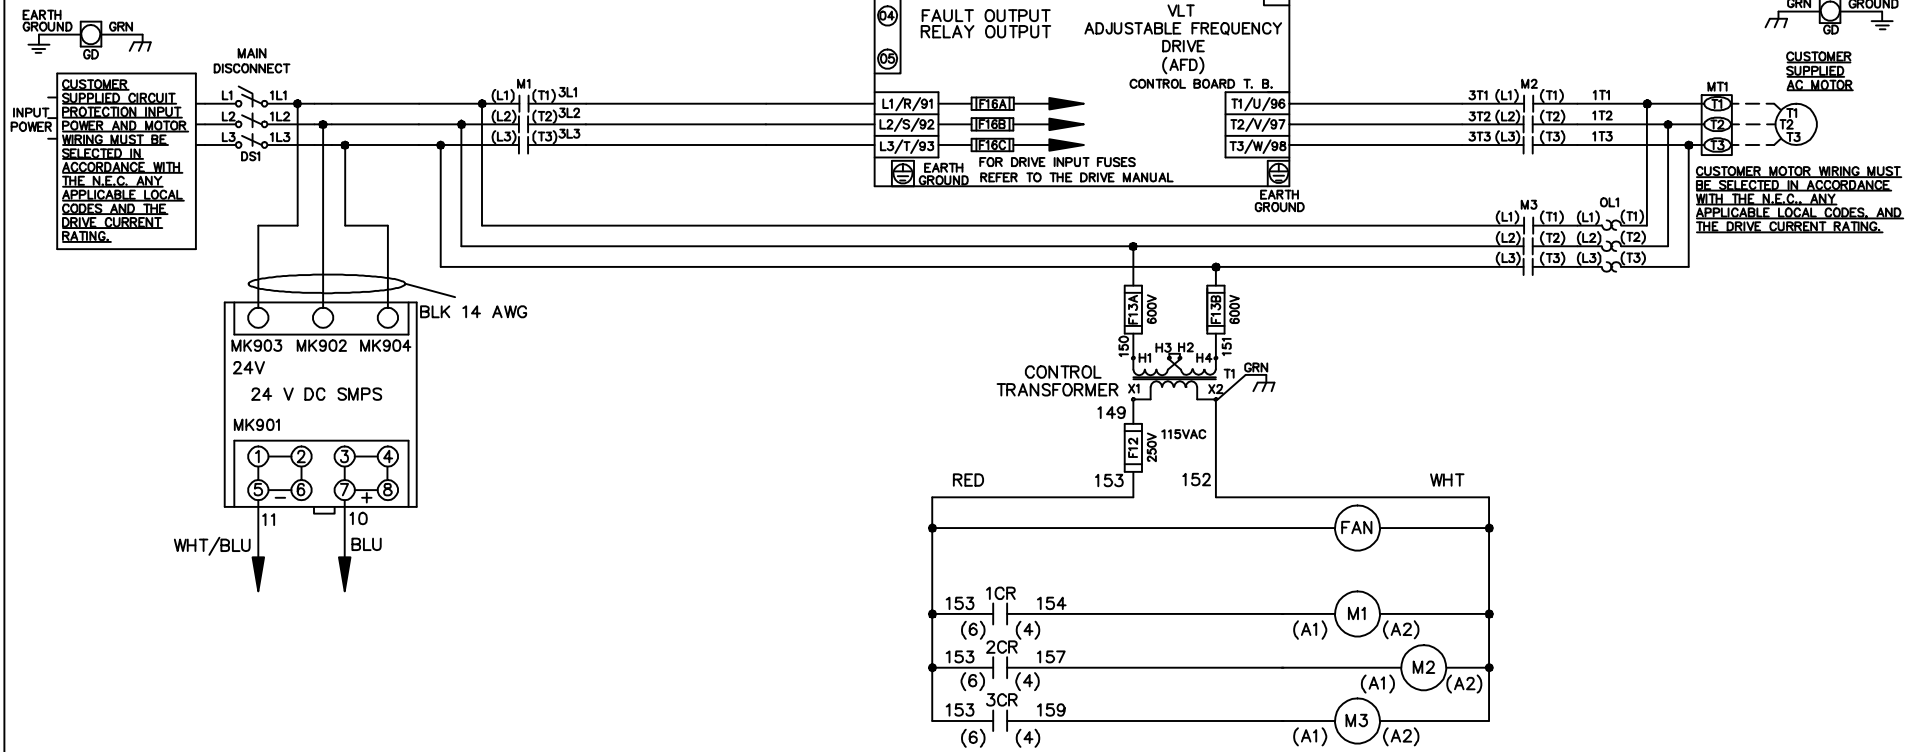 EARTH
GROUND
GRN
GD
CUSTOMER
SUPPLIED CIRCUIT
PROTECTION INPUT
POWER AND MOTOR
WIRING MUST BE
SELECTED IN
ACCORDANCE WITH
THE N.E.C. ANY
APPLICABLE LOCAL
CODES AND THE
DRIVE CURRENT
RATING.
INPUT
POWER
MAIN
DISCONNECT
L1 1L1
L2 1L2
L3 1L3
DS1
M1
(L1) (T1) 3L1
(L2) (T2) 3L2
(L3) (T3) 3L3
04
05
FAULT OUTPUT
RELAY OUTPUT
VLT
ADJUSTABLE FREQUENCY
DRIVE
(AFD)
CONTROL BOARD T. B.
L1/R/91 F16A T1/U/96
L2/S/92 F16B T2/V/97
L3/T/93 F16C T3/W/98
FOR DRIVE INPUT FUSES
REFER TO THE DRIVE MANUAL
EARTH
GROUND
EARTH
GROUND
M2
3T1 (L1) (T1) 1T1
3T2 (L2) (T2) 1T2
3T3 (L3) (T3) 1T3
GRN GROUND
GD
CUSTOMER
SUPPLIED
AC MOTOR
MT1
T1
T2
T3
T1
T2
T3
CUSTOMER MOTOR WIRING MUST
BE SELECTED IN ACCORDANCE
WITH THE N.E.C., ANY
APPLICABLE LOCAL CODES, AND
THE DRIVE CURRENT RATING.
M3 OL1
(L1) (T1) (L1) (T1)
(L2) (T2) (L2) (T2)
(L3) (T3) (L3) (T3)
BLK 14 AWG
MK903 MK902 MK904
24V
24 V DC SMPS
MK901
1 2 3 4
5 - 6 7 + 8
11 10
WHT/BLU BLU
F13A 600V
F13B 600V
150 151
H1 H3 H2 H4
CONTROL
TRANSFORMER
T1
GRN
X1 X2
149
F12 250V
115VAC
153 152
RED WHT
FAN
1CR
153 154
(6) (4)
M1
(A1) (A2)
2CR
153 157
(6) (4)
M2
(A1) (A2)
3CR
153 159
(6) (4)
M3
(A1) (A2)